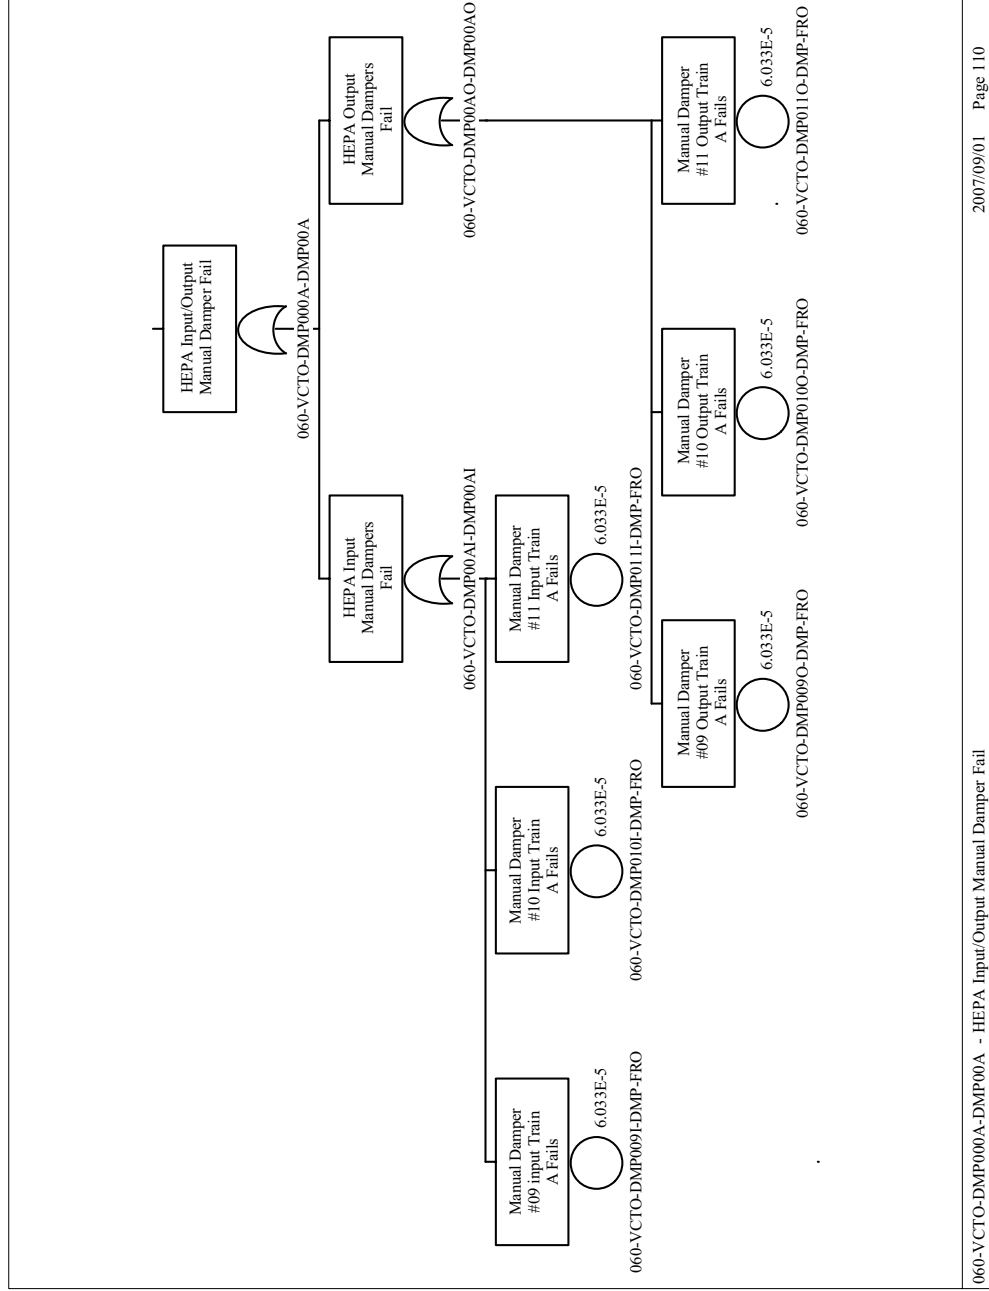 HEPA Input/Output
Manual Damper Fail
060-VCTO-DMP000A-DMP00A
HEPA Input
Manual Dampers
Fail
060-VCTO-DMP00AI-DMP00AI
HEPA Output
Manual Dampers
Fail
060-VCTO-DMP00AO-DMP00AO
Manual Damper
#09 input Train
A Fails
6.033E-5
060-VCTO-DMP009I-DMP-FRO
Manual Damper
#10 Input Train
A Fails
6.033E-5
060-VCTO-DMP010I-DMP-FRO
Manual Damper
#11 Input Train
A Fails
6.033E-5
060-VCTO-DMP011I-DMP-FRO
Manual Damper
#09 Output Train
A Fails
6.033E-5
060-VCTO-DMP009O-DMP-FRO
Manual Damper
#10 Output Train
A Fails
6.033E-5
060-VCTO-DMP010O-DMP-FRO
Manual Damper
#11 Output Train
A Fails
6.033E-5
060-VCTO-DMP011O-DMP-FRO
060-VCTO-DMP000A-DMP00A - HEPA Input/Output Manual Damper Fail
2007/09/01 Page 110